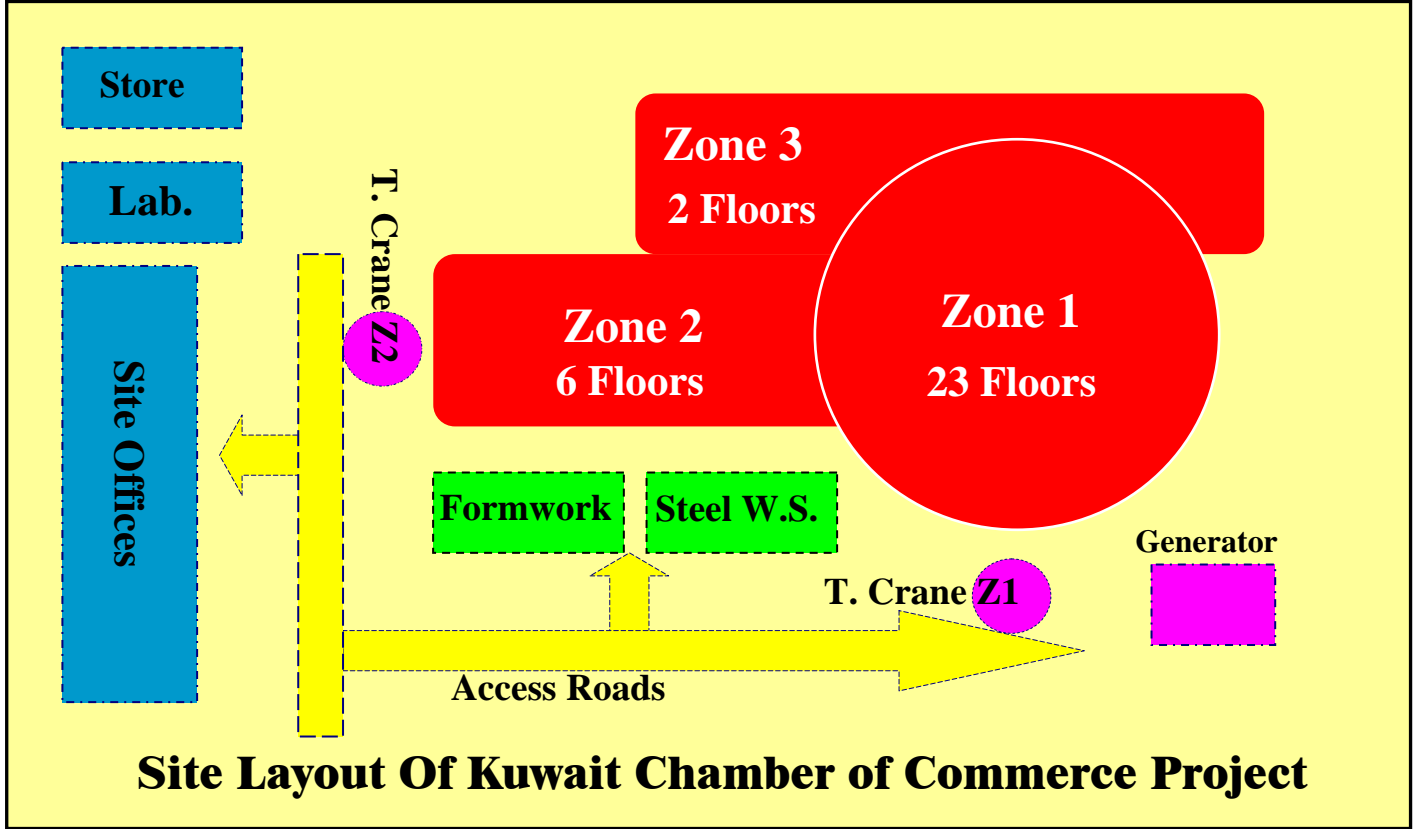 Store
Lab.
Site Offices
T. Crane Z2
Zone 3
2 Floors
Zone 2
6 Floors
Zone 1
23 Floors
Formwork
Steel W.S.
Generator
T. Crane Z1
Access Roads
Site Layout Of Kuwait Chamber of Commerce Project